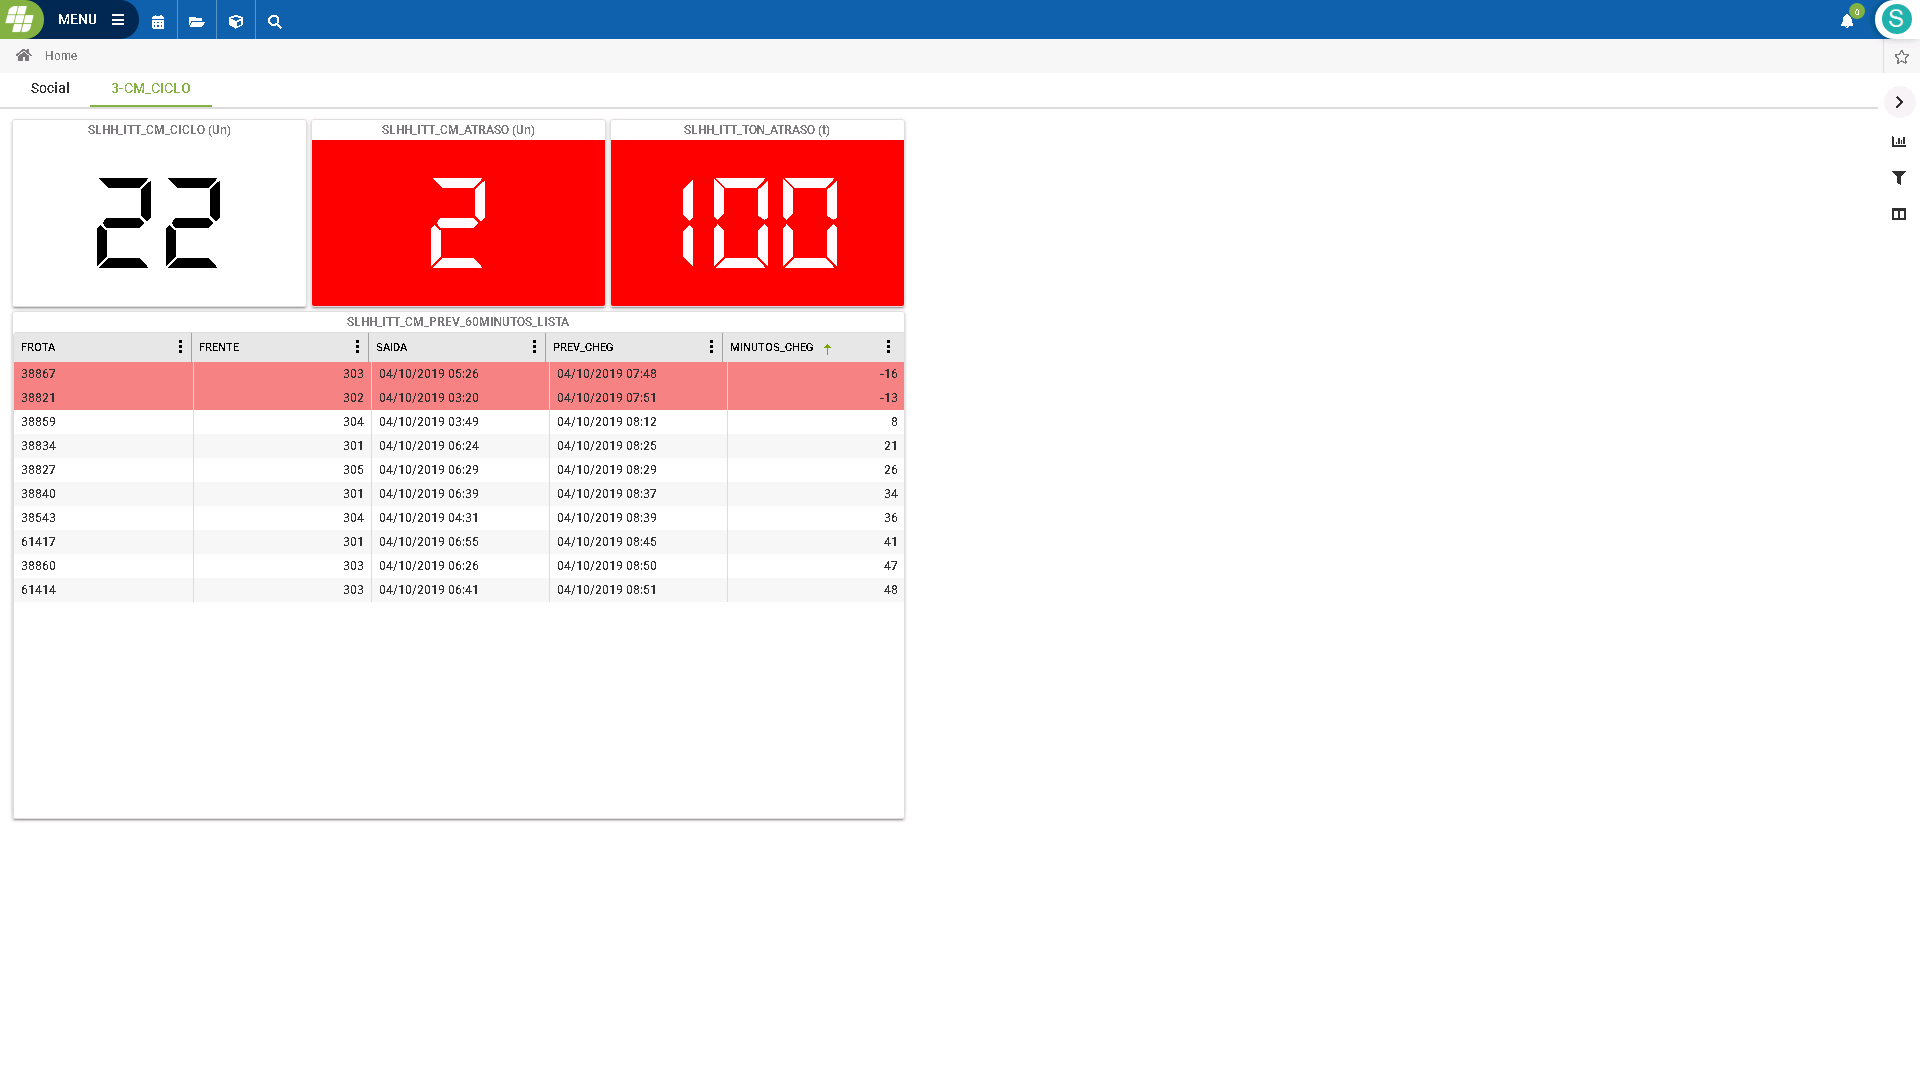 MENU
0
S
Home
Social 3-CM_CICLO
SLHH_ITT_CM_CICLO (Un) SLHH_ITT_CM_ATRASO (Un) SLHH_ITT_TON_ATRASO (t)
22 2 100
SLHH_ITT_CM_PREV_60MINUTOS_LISTA
FROTA FRENTE SAIDA PREV_CHEG MINUTOS_CHEG
38867 303 04/10/2019 05:26 04/10/2019 07:48 -16
38821 302 04/10/2019 03:20 04/10/2019 07:51 -13
38859 304 04/10/2019 03:49 04/10/2019 08:12 8
38834 301 04/10/2019 06:24 04/10/2019 08:25 21
38827 305 04/10/2019 06:29 04/10/2019 08:29 26
38840 301 04/10/2019 06:39 04/10/2019 08:37 34
38543 304 04/10/2019 04:31 04/10/2019 08:39 36
61417 301 04/10/2019 06:55 04/10/2019 08:45 41
38860 303 04/10/2019 06:26 04/10/2019 08:50 47
61414 303 04/10/2019 06:41 04/10/2019 08:51 48